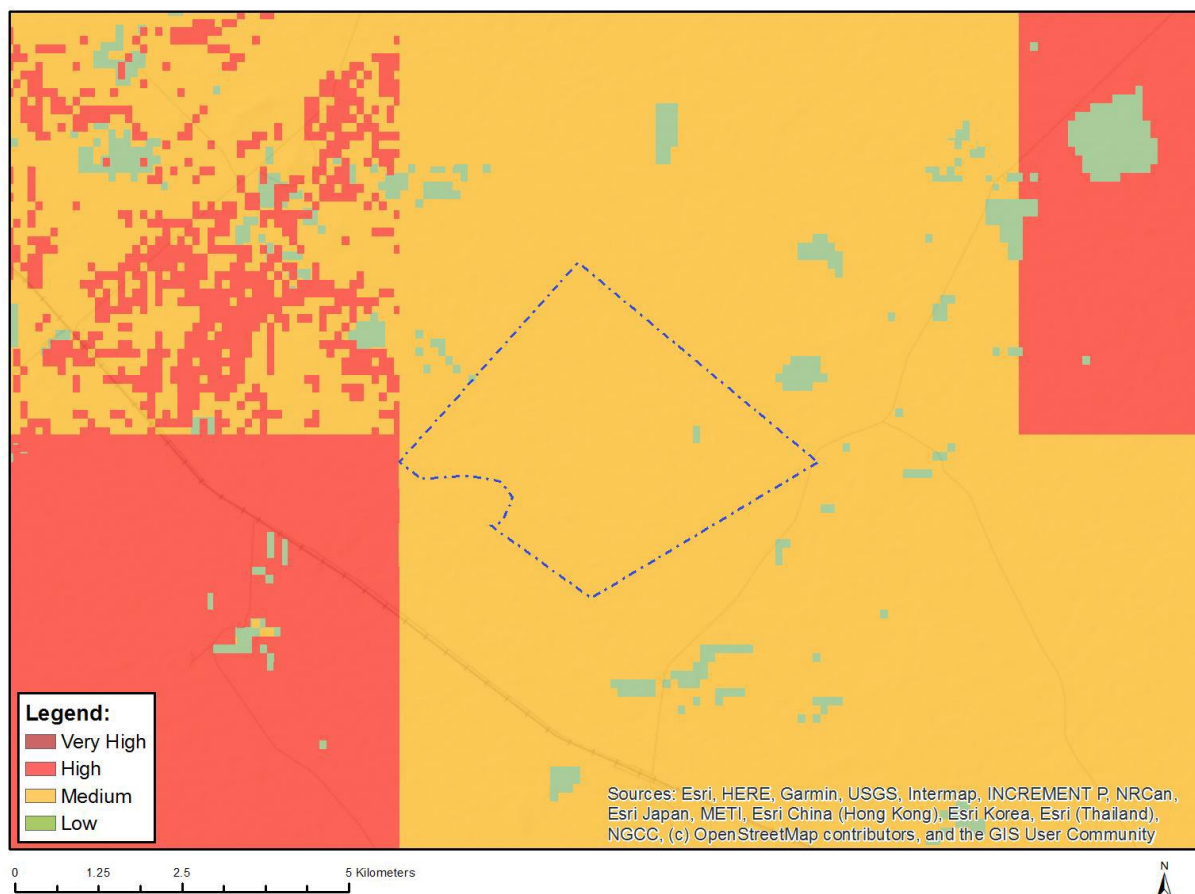 Legend:
Very High
High
Medium
Low
Sources: Esri, HERE, Garmin, USGS, Intermap, INCREMENT P, NRCan,
Esri Japan, METI, Esri China (Hong Kong), Esri Korea, Esri (Thailand),
NGCC, (c) OpenStreetMap contributors, and the GIS User Community
0 1.25 2.5 5 Kilometers
N